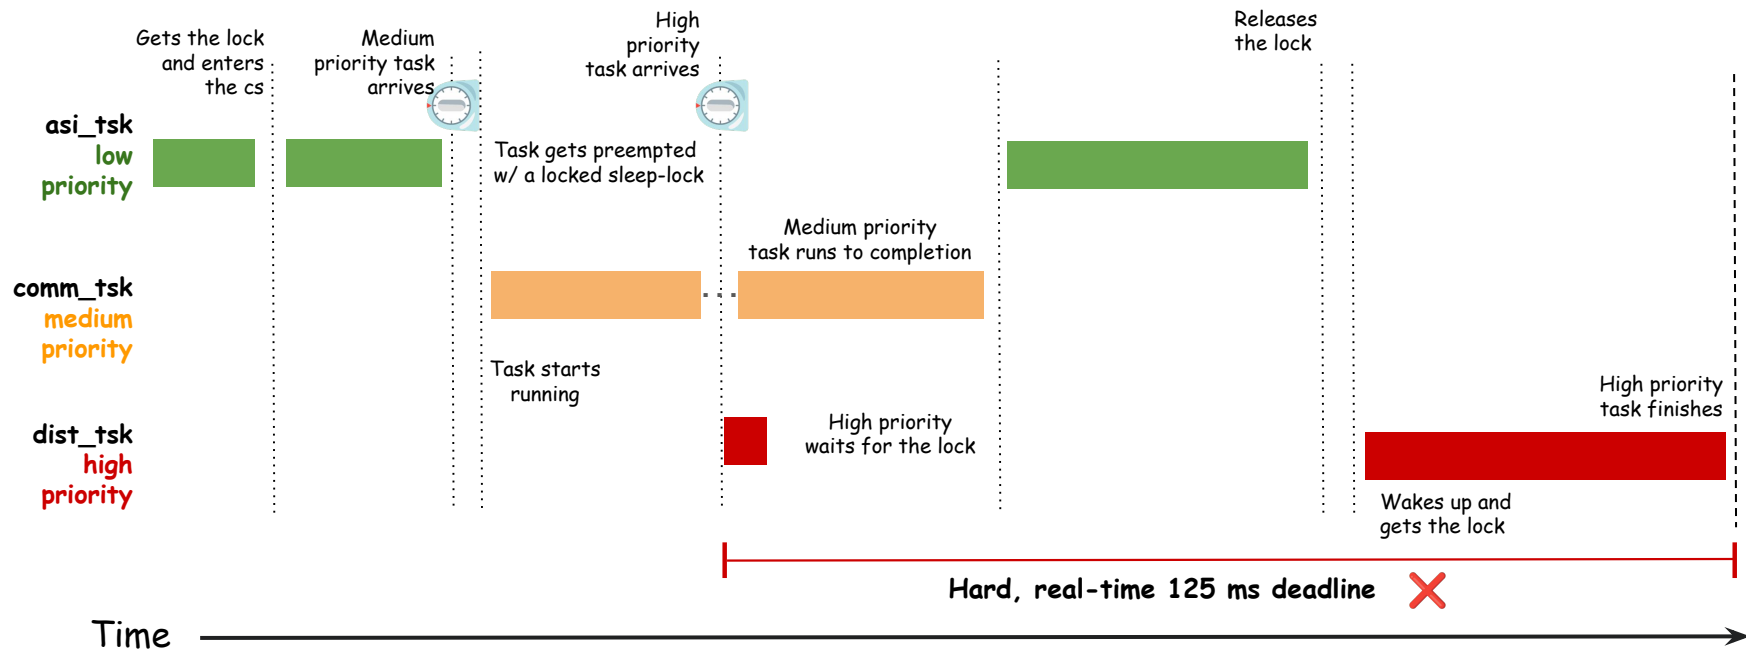 Gets the lock
and enters
the cs
Medium
priority task
arrives
High
priority
task arrives
Releases
the lock
asi_tsk
low
priority
Task gets preempted
w/ a locked sleep-lock
Medium priority
task runs to completion
comm_tsk
medium
priority
Task starts
running
High priority
task finishes
dist_tsk
high
priority
High priority
waits for the lock
Wakes up and
gets the lock
Hard, real-time 125 ms deadline
Time